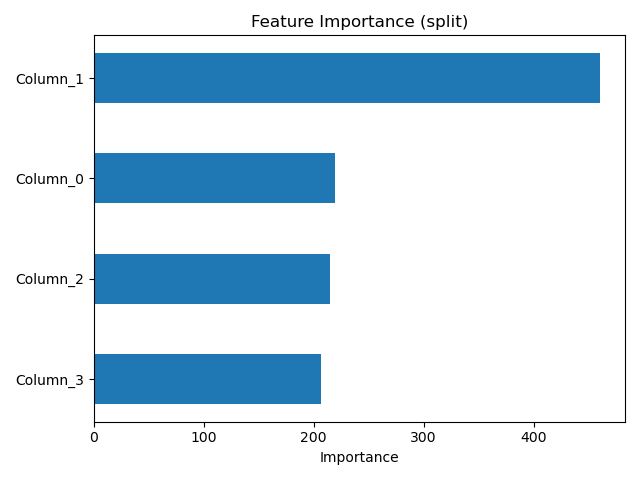 Feature Importance (split)
Column_1
Column_0
Column_2
Column_3
0 100 200 300 400
Importance